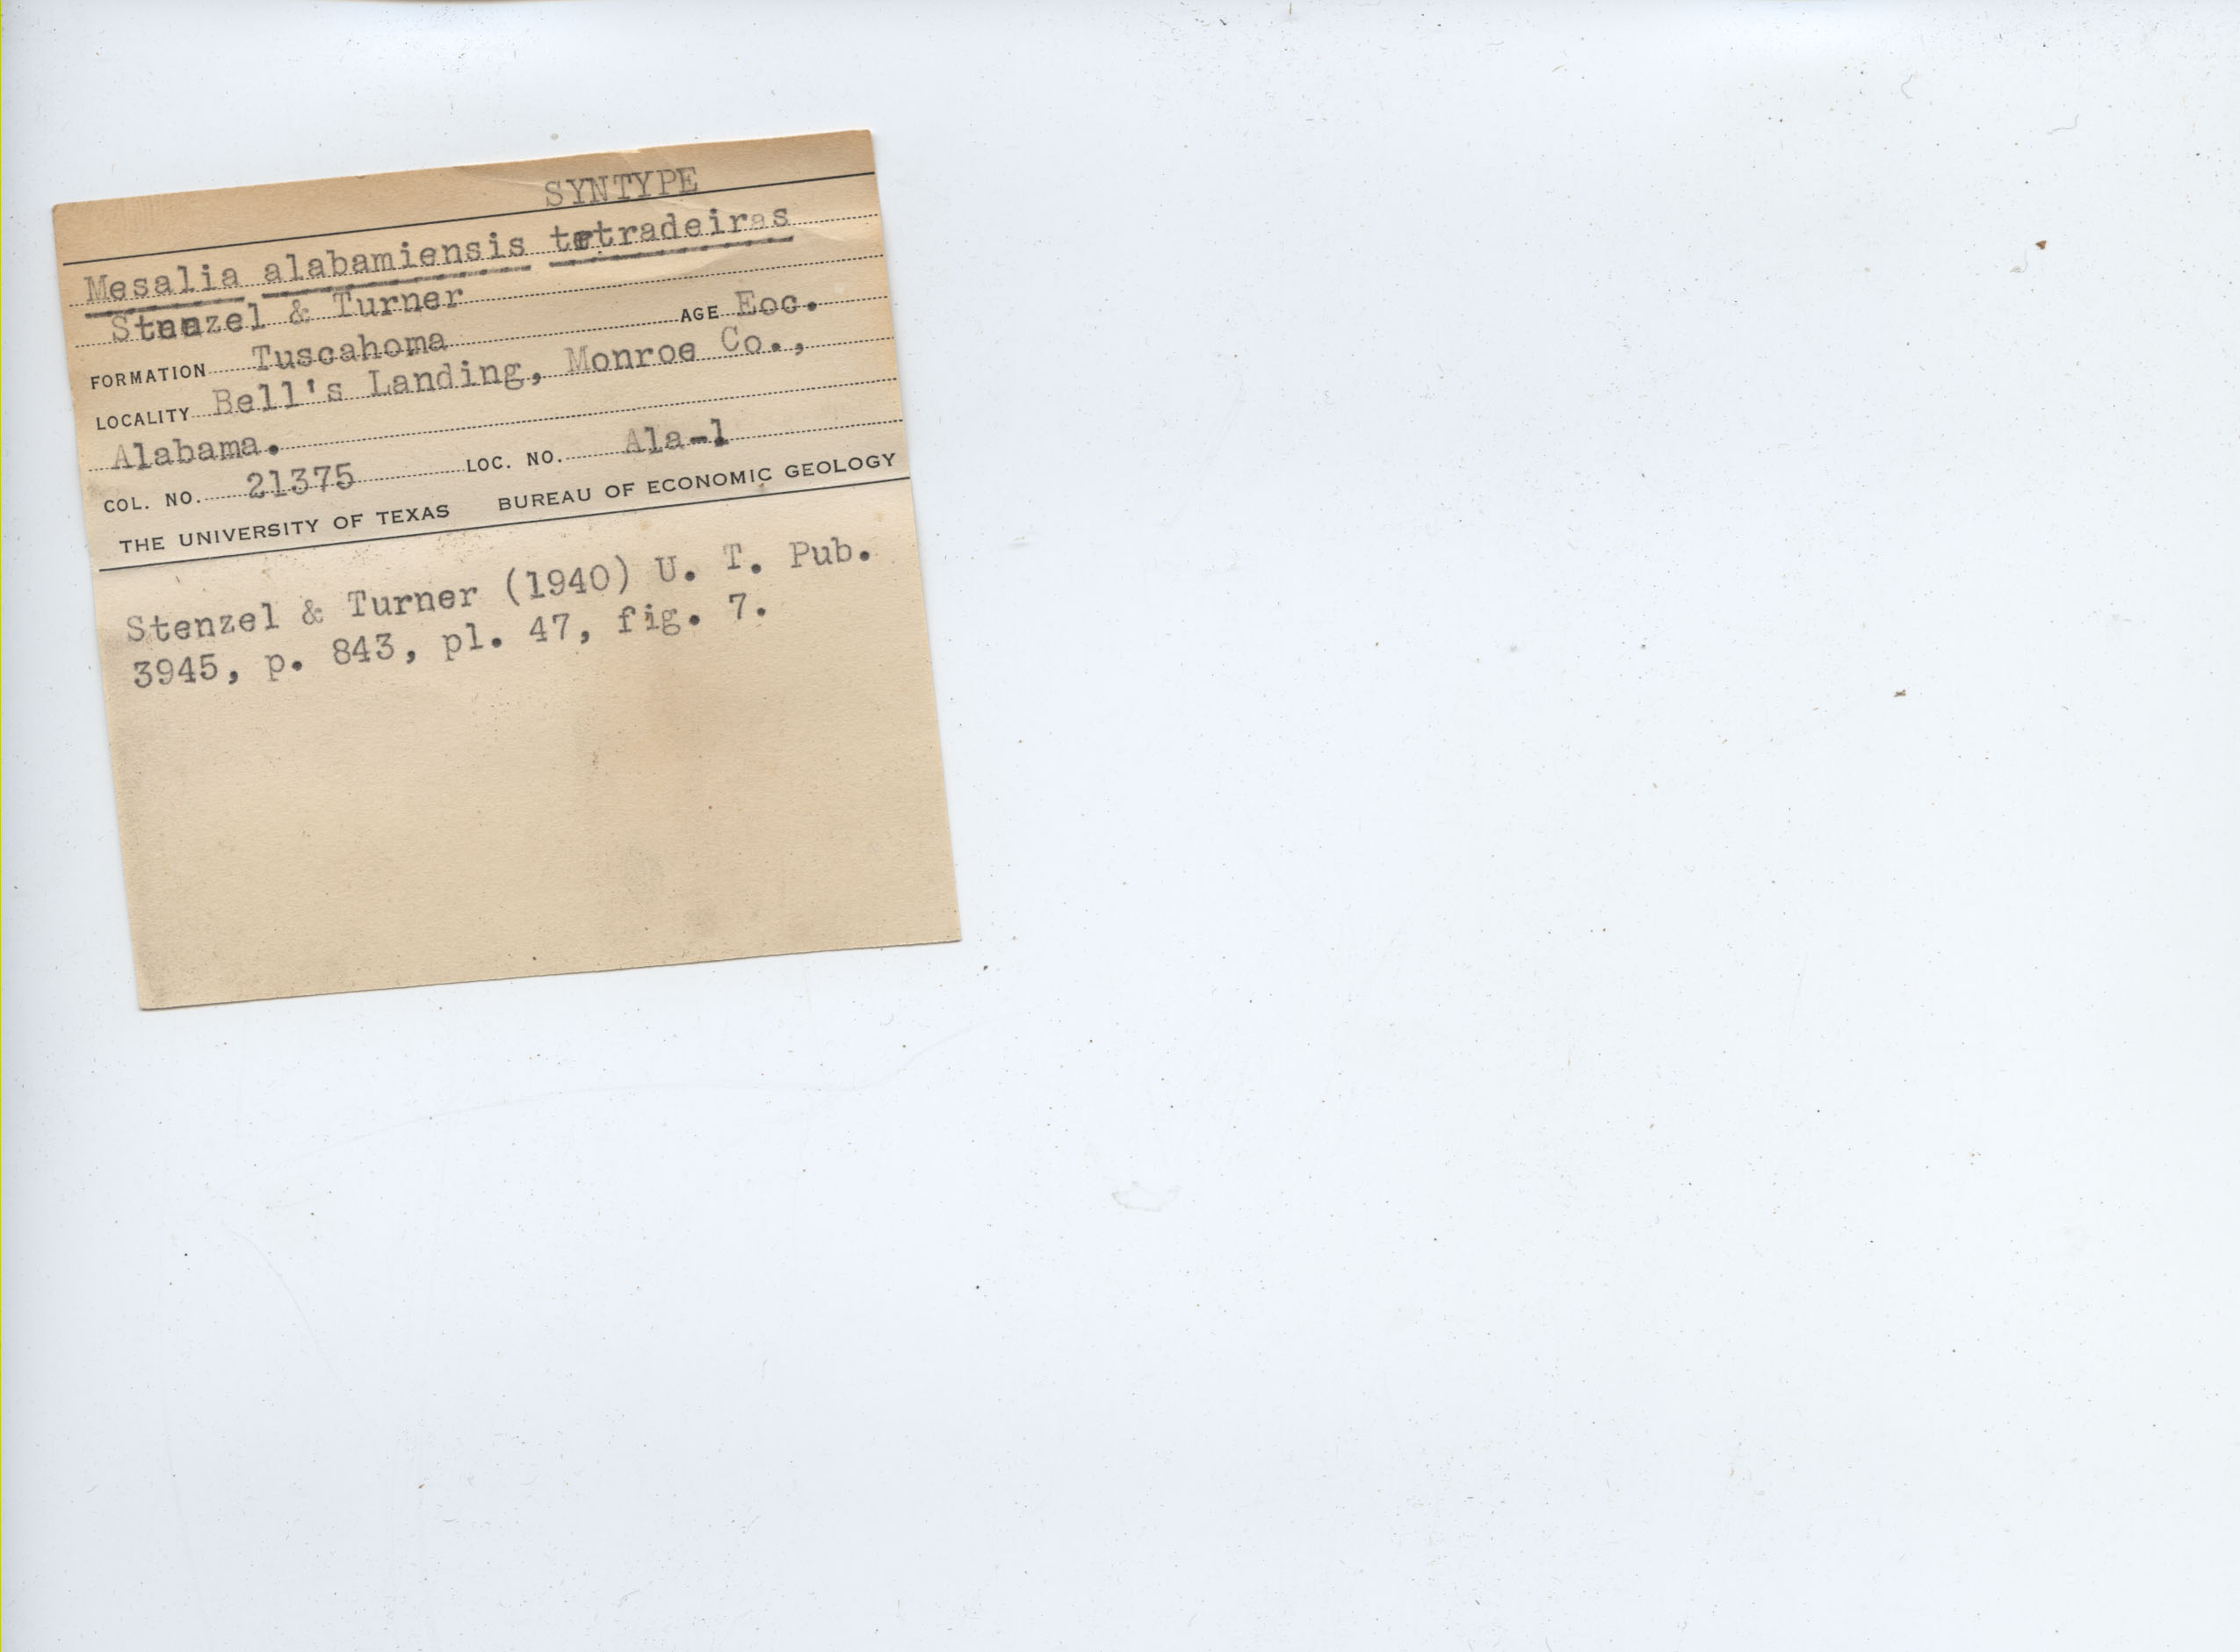 SYNTYPE
Mesalia alabamiensis tetradeiras
Stenzel & Turner
AGE Eoc.
FORMATION Tuscahoma
LOCALITY Bell's Landing, Monroe Co.,
Alabama.
COL. NO. 21375 LOC. NO. Ala-1
THE UNIVERSITY OF TEXAS BUREAU OF ECONOMIC GEOLOGY
Stenzel & Turner (1940) U. T. Pub.
3945, p. 843, pl. 47, fig. 7.